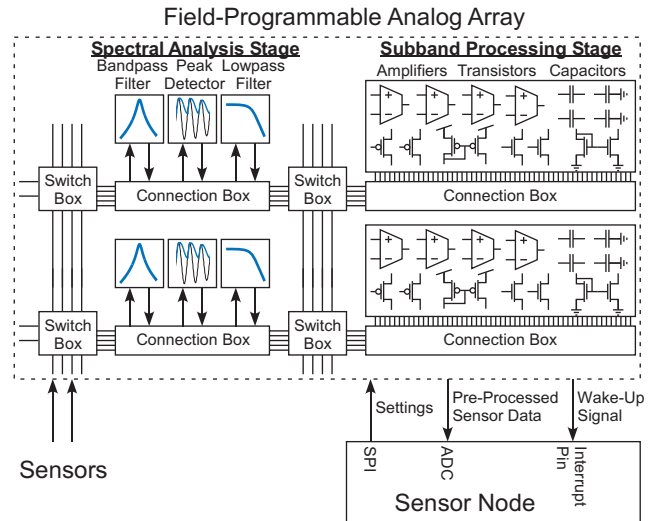 Field-Programmable Analog Array
Spectral Analysis Stage
Subband Processing Stage
Bandpass Filter
Peak Detector
Lowpass Filter
Amplifiers Transistors Capacitors
Switch Box
Connection Box
Switch Box
Connection Box
Switch Box
Connection Box
Switch Box
Connection Box
Sensors
Settings
Pre-Processed Sensor Data
Wake-Up Signal
SPI
ADC
Interrupt Pin
Sensor Node